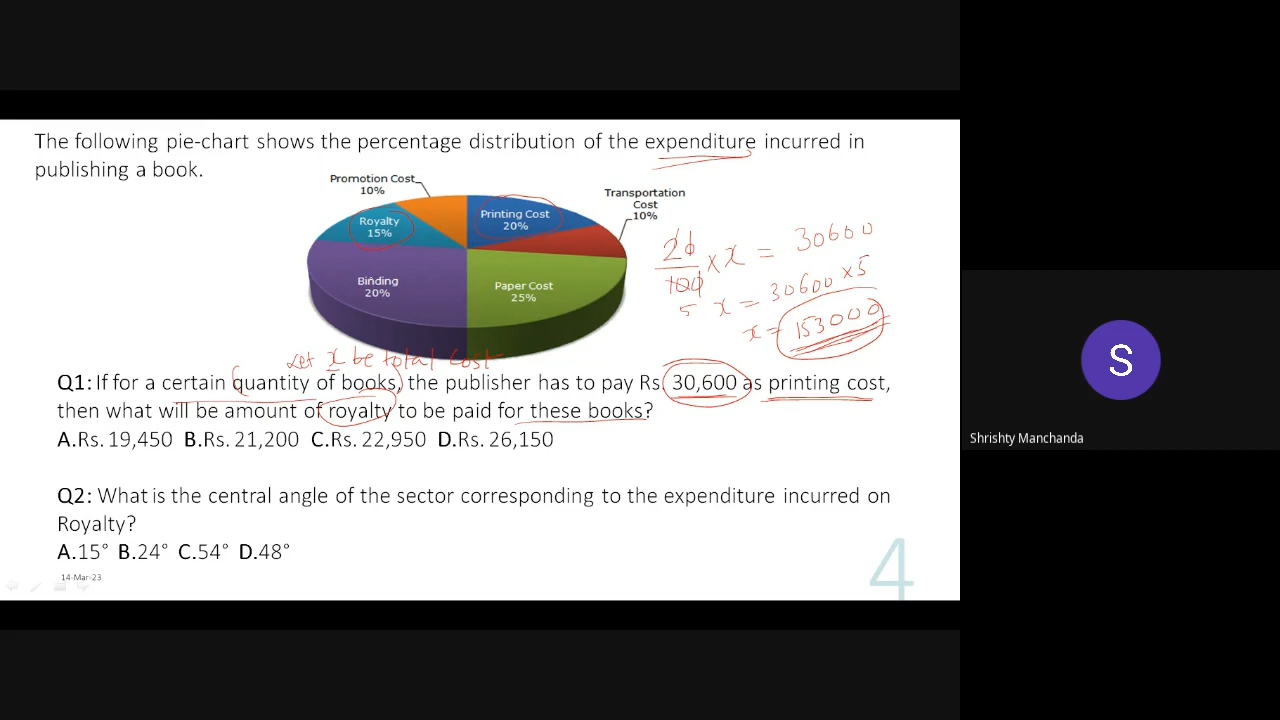 The following pie-chart shows the percentage distribution of the expenditure incurred in
publishing a book.
Promotion Cost
10%
Transportation
Cost
10%
Printing Cost
20%
Royalty
15%
Binding
20%
Paper Cost
25%
20/100 × x = 30600
5
x = 30600 × 5
x = 153000
Let x be total cost
Q1: If for a certain quantity of books, the publisher has to pay Rs 30,600 as printing cost,
then what will be amount of royalty to be paid for these books?
A.Rs. 19,450 B.Rs. 21,200 C.Rs. 22,950 D.Rs. 26,150
Q2: What is the central angle of the sector corresponding to the expenditure incurred on
Royalty?
A.15° B.24° C.54° D.48°
14-Mar-23
4
S
Shrishty Manchanda